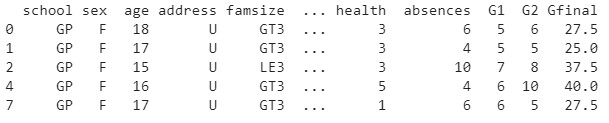 school sex age address famsize ... health absences G1 G2 Gfinal
0 GP F 18 U GT3 ... 3 6 5 6 27.5
1 GP F 17 U GT3 ... 3 4 5 5 25.0
2 GP F 15 U LE3 ... 3 10 7 8 37.5
4 GP F 16 U GT3 ... 5 4 6 10 40.0
7 GP F 17 U GT3 ... 1 6 6 5 27.5